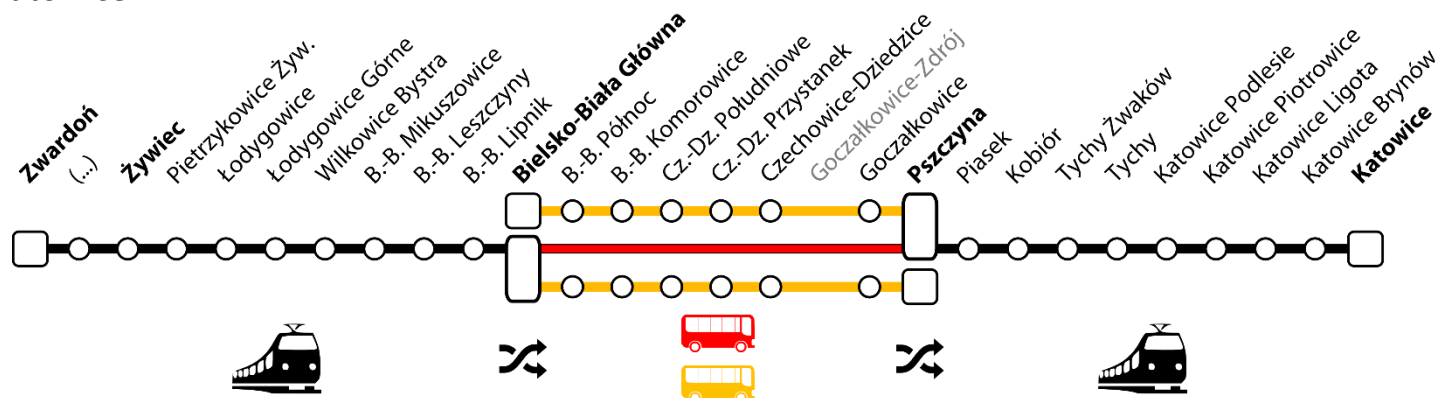 Zwardoń
(...)
Żywiec
Pietrzykowice Żyw.
Łodygowice
Łodygowice Górne
Wilkowice Bystra
B.-B. Mikuszowice
B.-B. Leszczyny
B.-B. Lipnik
Bielsko-Biała Główna
B.-B. Północ
B.-B. Komorowice
Cz.-Dz. Południowe
Cz.-Dz. Przystanek
Czechowice-Dziedzice
Goczałkowice-Zdrój
Goczałkowice
Pszczyna
Piasek
Kobiór
Tychy Żwaków
Tychy
Katowice Podlesie
Katowice Piotrowice
Katowice Ligota
Katowice Brynów
Katowice